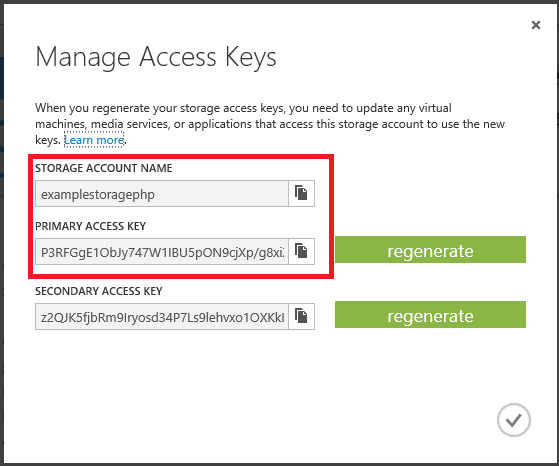 Manage Access Keys
When you regenerate your storage access keys, you need to update any virtual
machines, media services, or applications that access this storage account to use the new
keys. Learn more.
STORAGE ACCOUNT NAME
examplestoragephp
PRIMARY ACCESS KEY
P3RFGgE1ObJy747W1IBU5pON9cjXp/g8xi
regenerate
SECONDARY ACCESS KEY
z2QJK5fjbRm9Iryosd34P7Ls9lehvxo1OXKk
regenerate